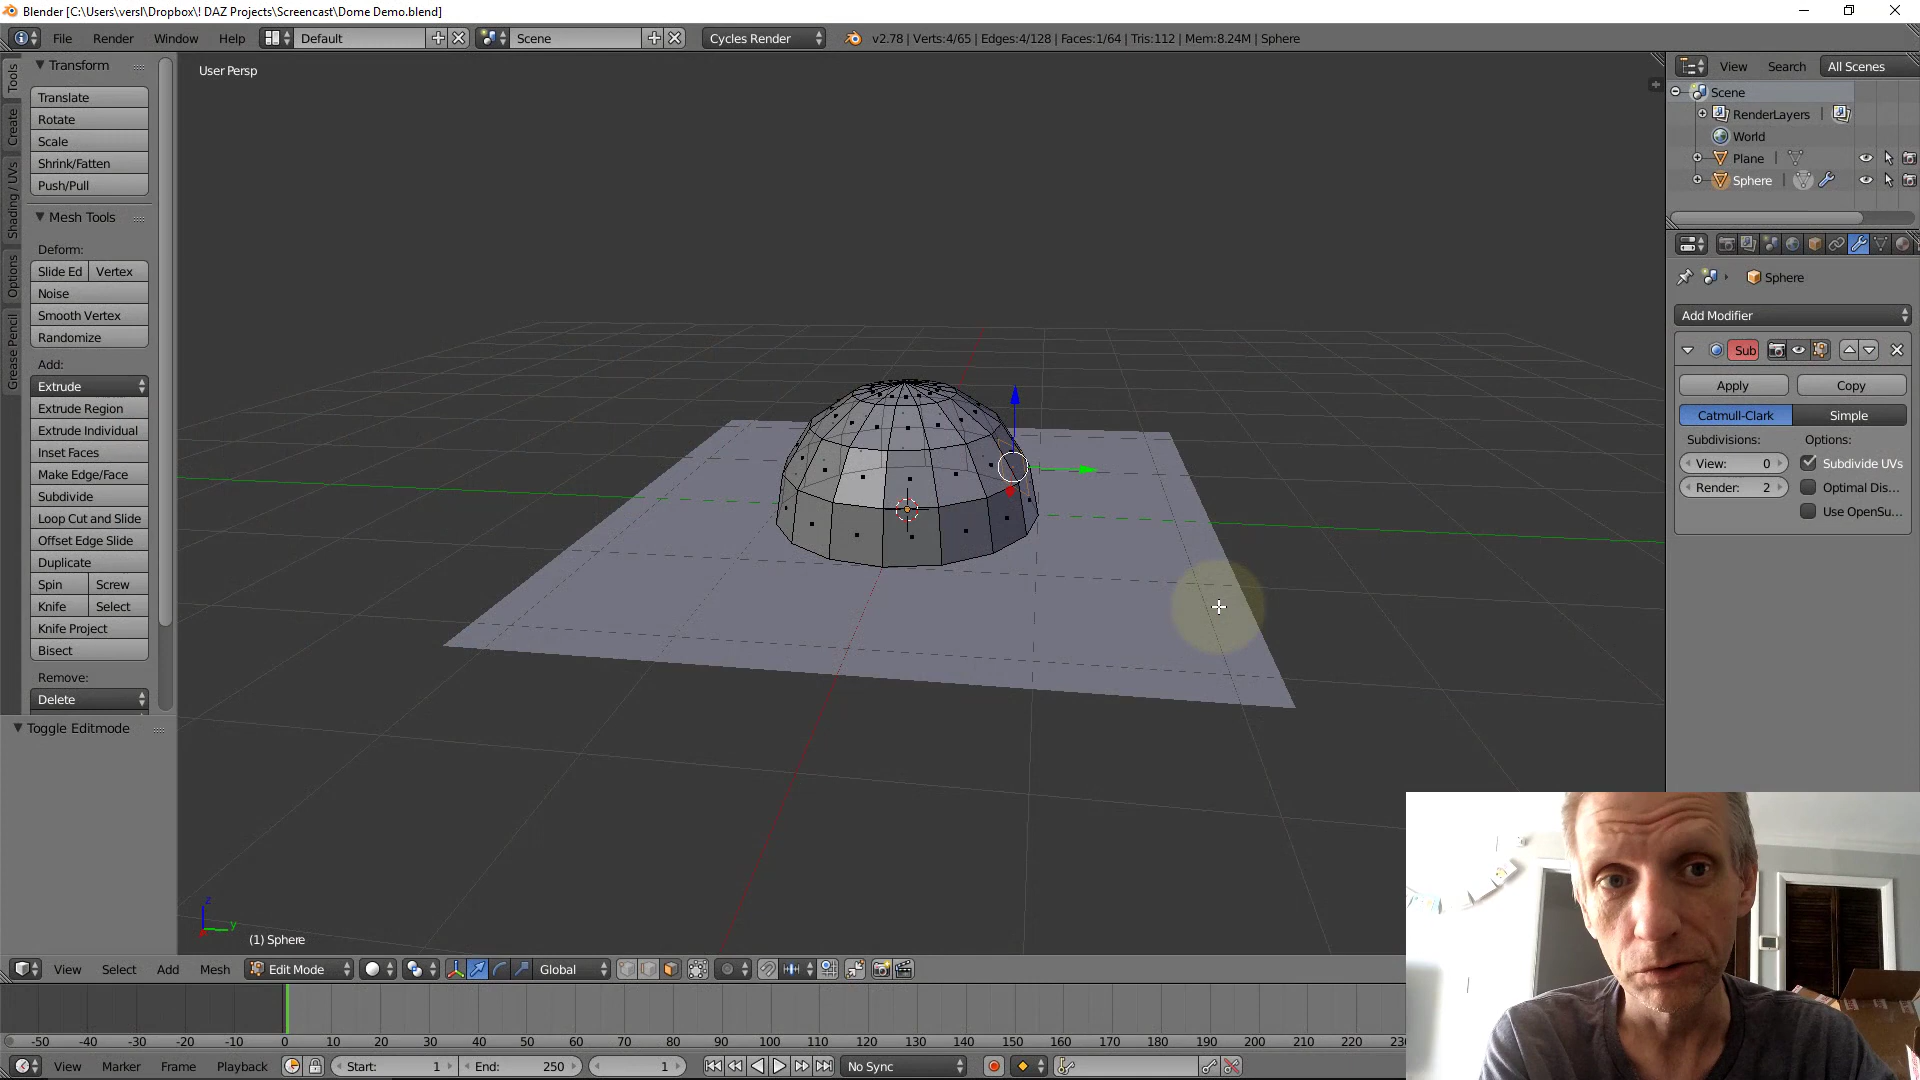 Blender [C:\Users\versl\Dropbox\! DAZ Projects\Screencast\Dome Demo.blend]
File Render Window Help Default Scene Cycles Render v2.78 | Verts:4/65 | Edges:4/128 | Faces:1/64 | Tris:112 | Mem:8.24M | Sphere
Tools
Create
Shading / UVs
Options
Grease Pencil
Transform
Translate
Rotate
Scale
Shrink/Fatten
Push/Pull
Mesh Tools
Deform:
Slide Ed Vertex
Noise
Smooth Vertex
Randomize
Add:
Extrude
Extrude Region
Extrude Individual
Inset Faces
Make Edge/Face
Subdivide
Loop Cut and Slide
Offset Edge Slide
Duplicate
Spin Screw
Knife Select
Knife Project
Bisect
Remove:
Delete
Toggle Editmode
User Persp
z
y
(1) Sphere
View Search All Scenes
Scene
RenderLayers
World
Plane
Sphere
Sphere
Add Modifier
Sub
Apply Copy
Catmull-Clark Simple
Subdivisions: Options:
View: 0 Subdivide UVs
Render: 2 Optimal Dis...
Use OpenSu...
View Select Add Mesh Edit Mode Global
-50 -40 -30 -20 -10 0 10 20 30 40 50 60 70 80 90 100 110 120 130 140 150 160 170 180 190 200 210 220
View Marker Frame Playback Start: 1 End: 250 1 No Sync